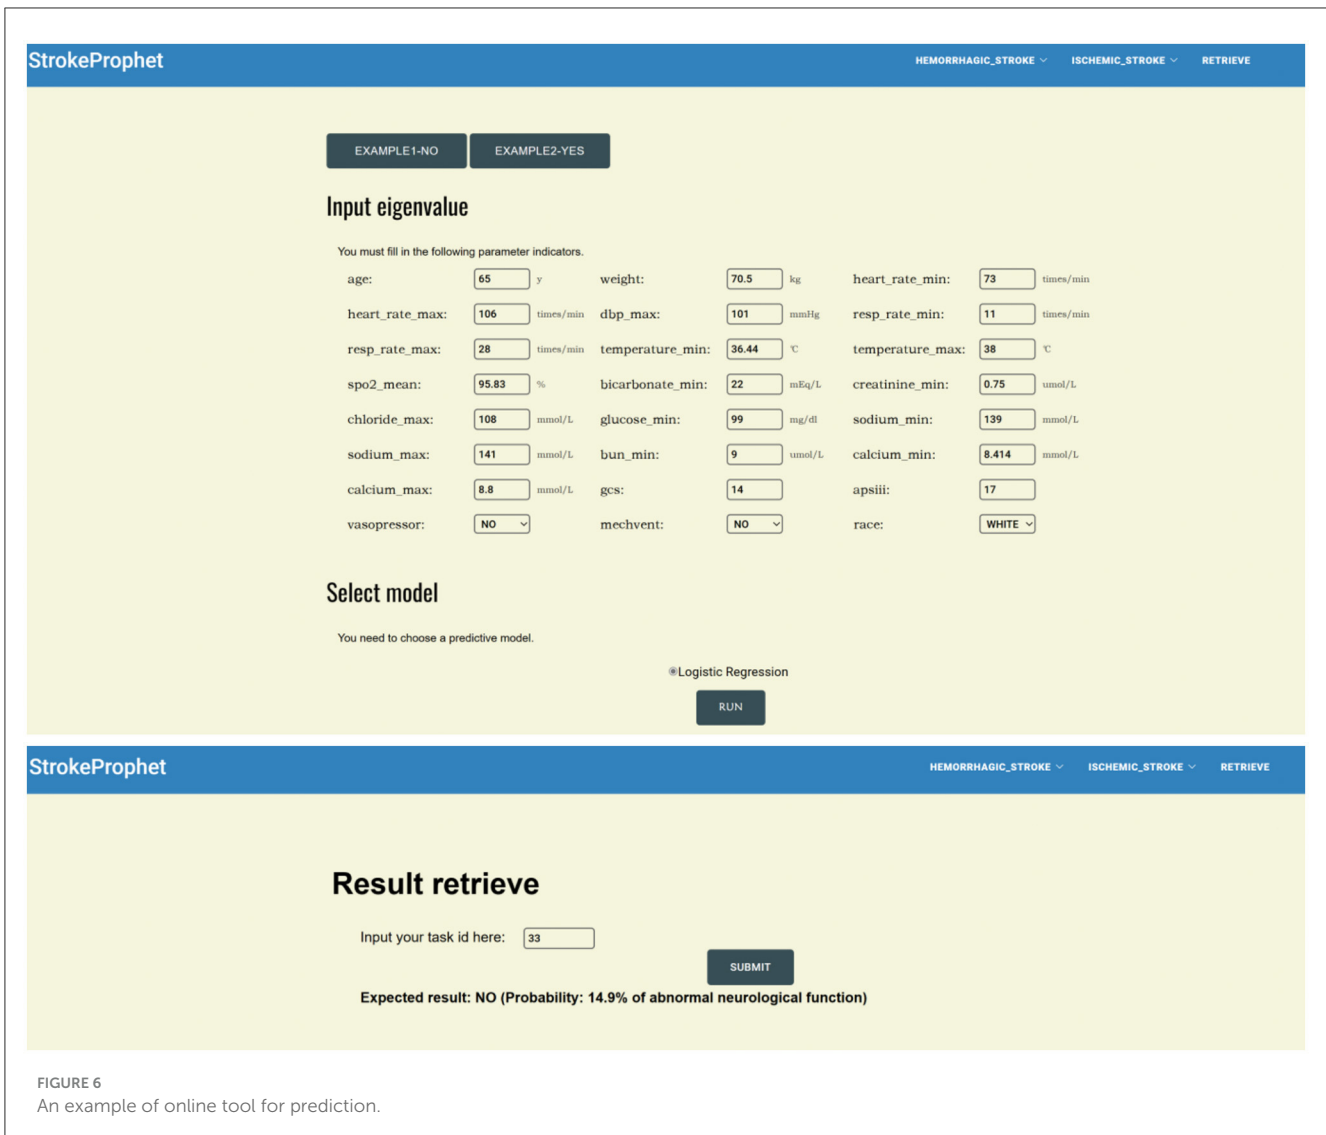 StrokeProphet HEMORRHAGIC_STROKE ISCHEMIC_STROKE RETRIEVE
EXAMPLE1-NO EXAMPLE2-YES
Input eigenvalue
You must fill in the following parameter indicators.
age: 65 y weight: 70.5 kg heart_rate_min: 73 times/min
heart_rate_max: 106 times/min dbp_max: 101 mmHg resp_rate_min: 11 times/min
resp_rate_max: 28 times/min temperature_min: 36.44 ℃ temperature_max: 38 ℃
spo2_mean: 95.83 % bicarbonate_min: 22 mEq/L creatinine_min: 0.75 umol/L
chloride_max: 108 mmol/L glucose_min: 99 mg/dl sodium_min: 139 mmol/L
sodium_max: 141 mmol/L bun_min: 9 umol/L calcium_min: 8.414 mmol/L
calcium_max: 8.8 mmol/L gcs: 14 apsiii: 17
vasopressor: NO mechvent: NO race: WHITE
Select model
You need to choose a predictive model.
Logistic Regression
RUN
StrokeProphet HEMORRHAGIC_STROKE ISCHEMIC_STROKE RETRIEVE
Result retrieve
Input your task id here: 33
SUBMIT
Expected result: NO (Probability: 14.9% of abnormal neurological function)
FIGURE 6
An example of online tool for prediction.